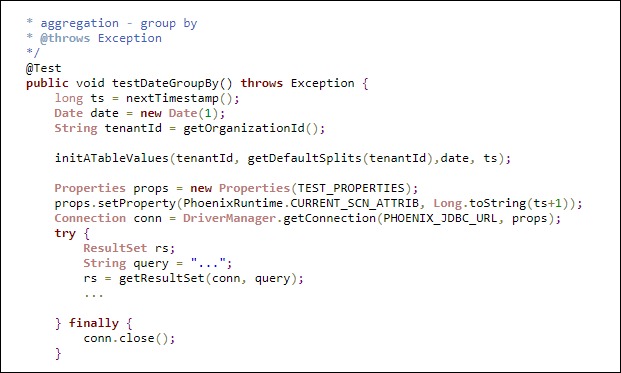 * aggregation - group by
* @throws Exception
*/
@Test
public void testDateGroupBy() throws Exception {
    long ts = nextTimestamp();
    Date date = new Date(1);
    String tenantId = getOrganizationId();

    initATableValues(tenantId, getDefaultSplits(tenantId),date, ts);

    Properties props = new Properties(TEST_PROPERTIES);
    props.setProperty(PhoenixRuntime.CURRENT_SCN_ATTRIB, Long.toString(ts+1));
    Connection conn = DriverManager.getConnection(PHOENIX_JDBC_URL, props);
    try {
        ResultSet rs;
        String query = "...";
        rs = getResultSet(conn, query);
        ...

    } finally {
        conn.close();
    }